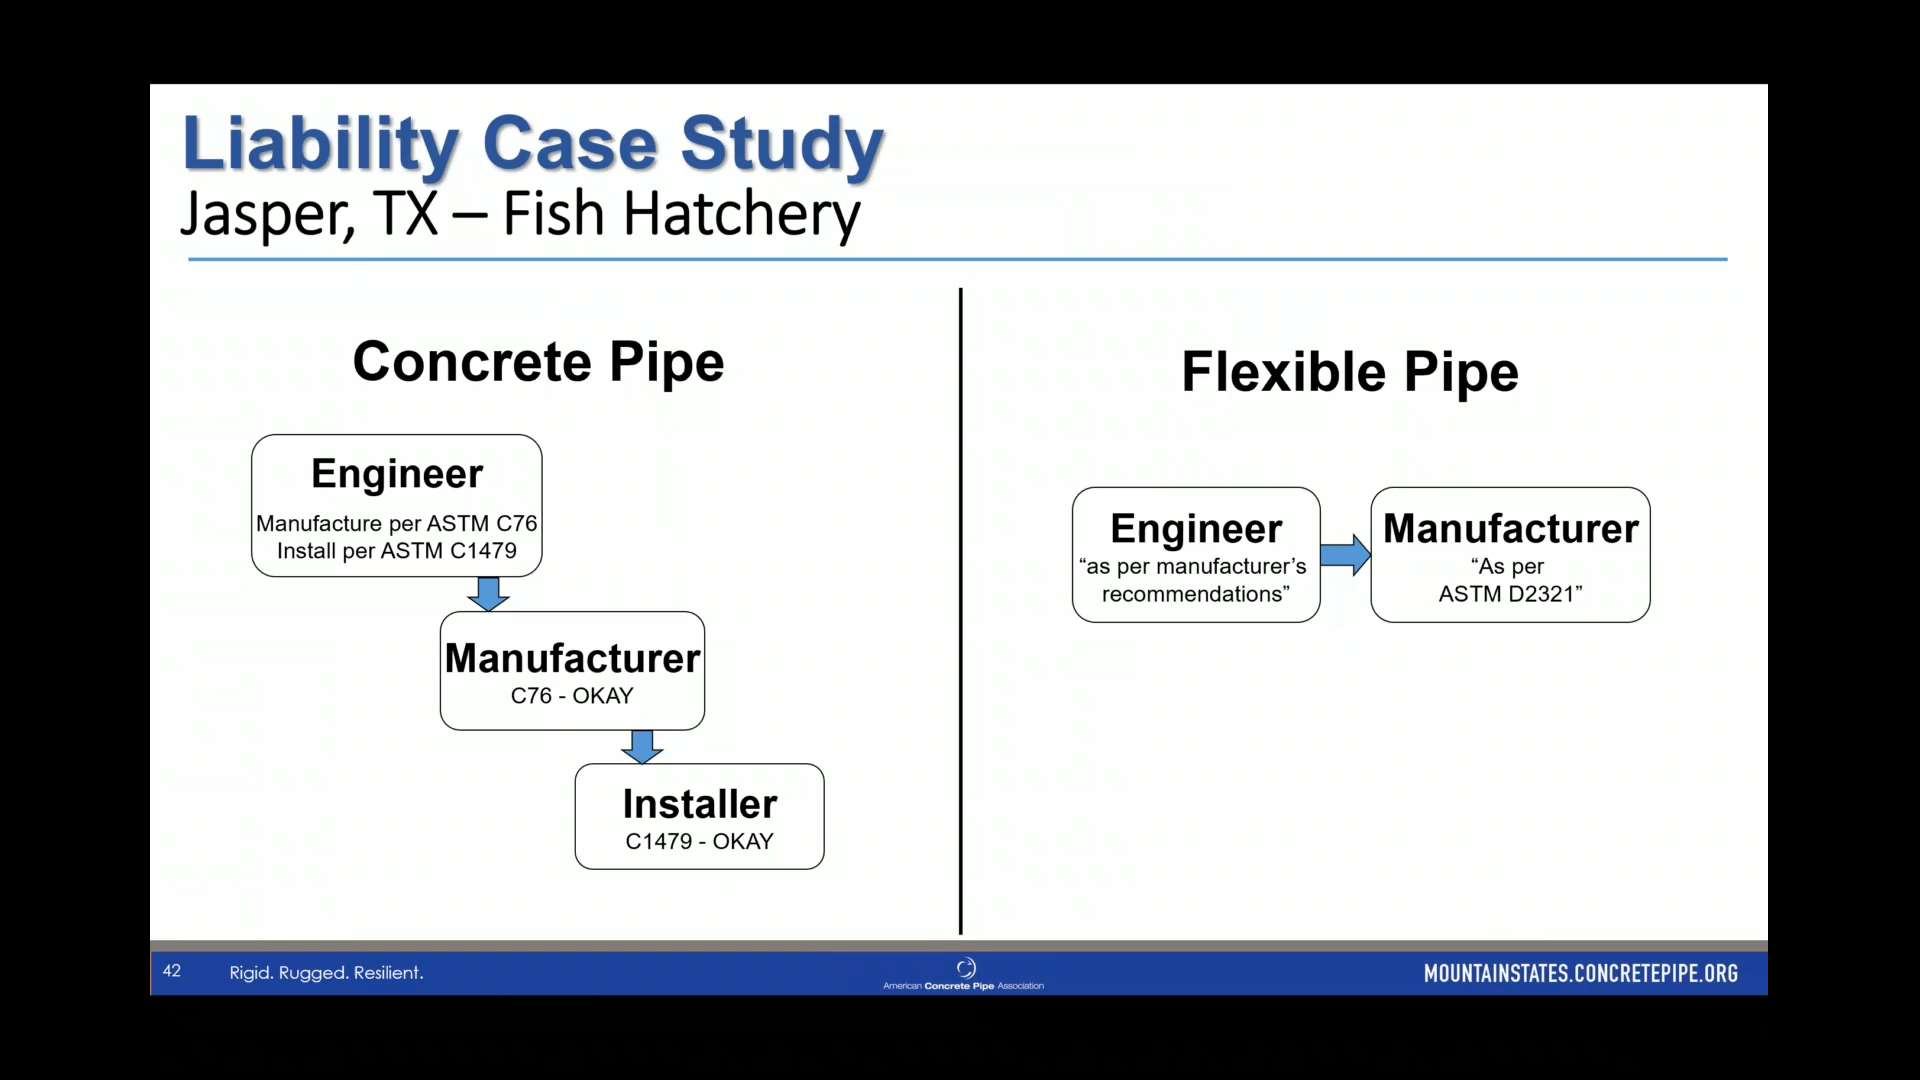 Liability Case Study
Jasper, TX – Fish Hatchery
Concrete Pipe
Engineer
Manufacture per ASTM C76
Install per ASTM C1479
Manufacturer
C76 - OKAY
Installer
C1479 - OKAY
Flexible Pipe
Engineer
“as per manufacturer’s
recommendations”
Manufacturer
“As per
ASTM D2321”
42
Rigid. Rugged. Resilient.
American Concrete Pipe Association
MOUNTAINSTATES.CONCRETEPIPE.ORG